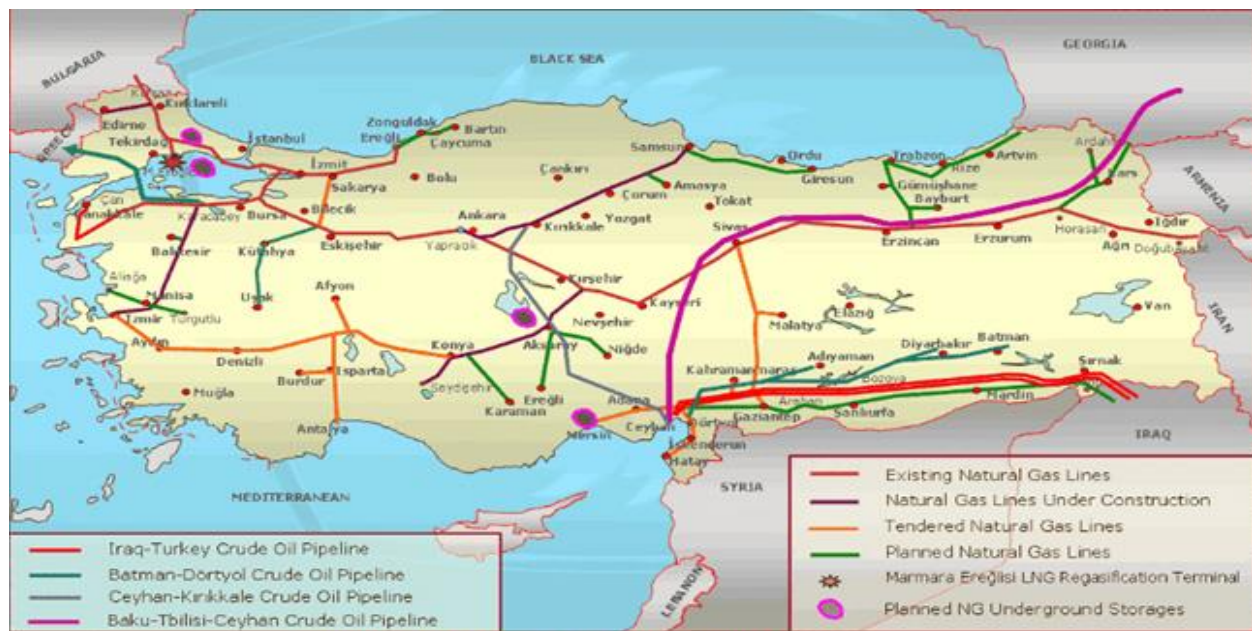 BLACK SEA
GEORGIA
BULGARIA
Kırklareli
Edirne
Tekirdağ
İstanbul
Zonguldak
Ereğli
Bartın
Çaycuma
Samsun
Ordu
Giresun
Trabzon
Rize
Artvin
Ardahan
Kars
ARMENIA
İzmit
Sakarya
Bolu
Çankırı
Çorum
Amasya
Tokat
Gümüşhane
Bayburt
Çan
Çanakkale
Karacabey
Bursa
Bilecik
Ankara
Kırıkkale
Yozgat
Sivas
Erzincan
Erzurum
Horasan
Iğdır
Ağrı
Balıkesir
Kütahya
Eskişehir
Yapracık
Kırşehir
Kayseri
Aliağa
Manisa
İzmir
Turgutlu
Uşak
Afyon
Nevşehir
Malatya
Elazığ
Van
IRAN
Aydın
Denizli
Konya
Aksaray
Niğde
Adıyaman
Diyarbakır
Batman
Şırnak
Burdur
Isparta
Seydişehir
Kahramanmaraş
Bozova
Muğla
Karaman
Ereğli
Adana
Ceyhan
Gaziantep
Şanlıurfa
Mardin
Antalya
Mersin
Dörtyol
İskenderun
Hatay
IRAQ
MEDITERRANEAN
SYRIA
LEBANON
Iraq-Turkey Crude Oil Pipeline
Batman-Dörtyol Crude Oil Pipeline
Ceyhan-Kırıkkale Crude Oil Pipeline
Baku-Tbilisi-Ceyhan Crude Oil Pipeline
Existing Natural Gas Lines
Natural Gas Lines Under Construction
Tendered Natural Gas Lines
Planned Natural Gas Lines
Marmara Ereğlisi LNG Regasification Terminal
Planned NG Underground Storages